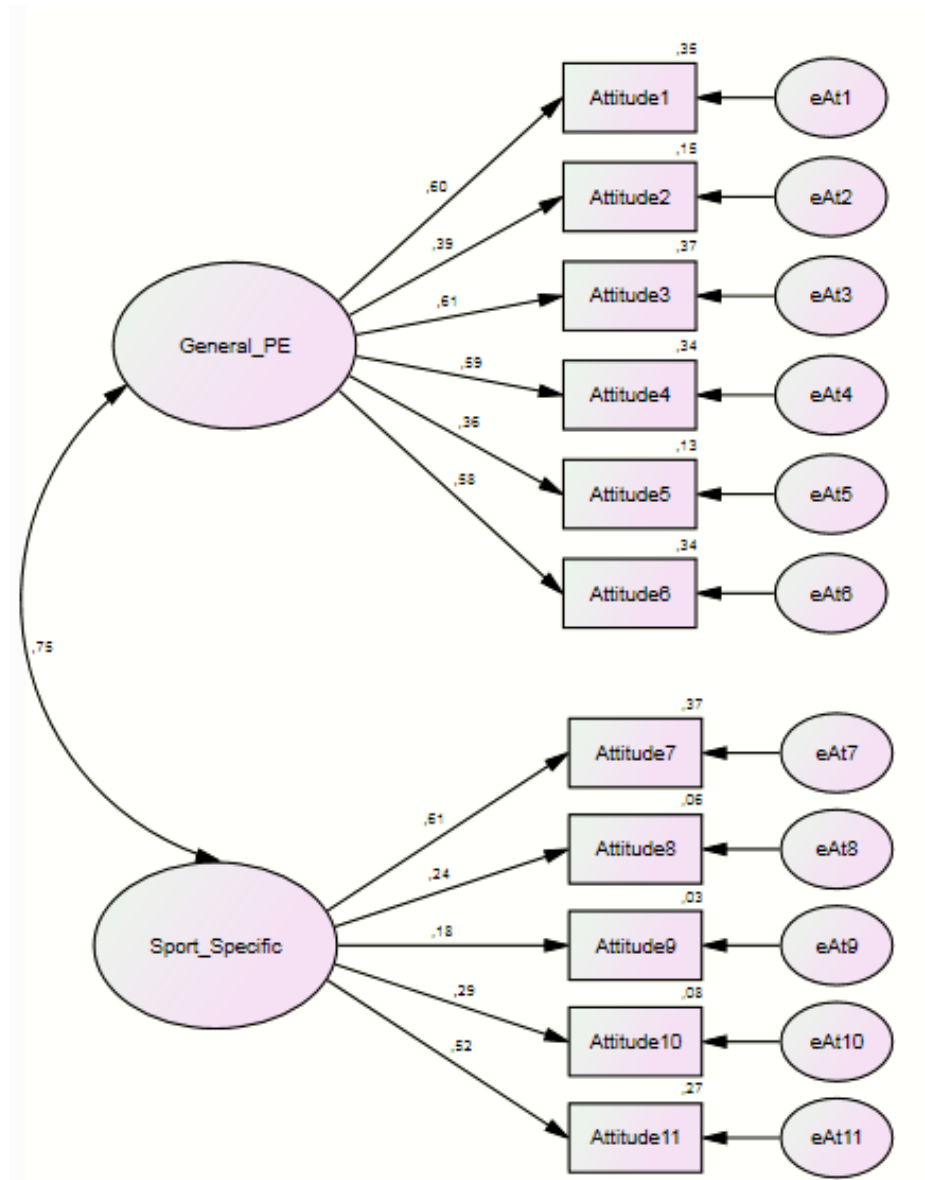 ,35
Attitude1
eAt1
,60
,15
Attitude2
eAt2
,39
,37
Attitude3
eAt3
,61
,34
Attitude4
eAt4
,59
,13
Attitude5
eAt5
,36
,34
Attitude6
eAt6
,58
General_PE
,75
,37
Attitude7
eAt7
,61
,06
Attitude8
eAt8
,24
,03
Attitude9
eAt9
,18
,08
Attitude10
eAt10
,29
,27
Attitude11
eAt11
,52
Sport_Specific